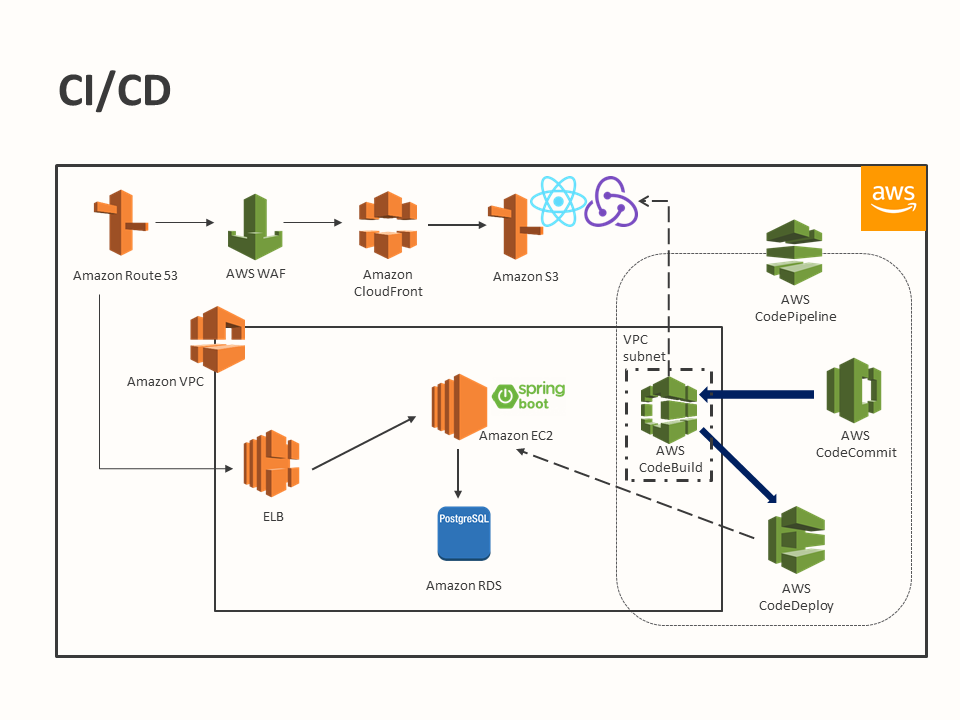 CI/CD
aws
Amazon Route 53
AWS WAF
Amazon
CloudFront
Amazon S3
AWS
CodePipeline
VPC
subnet
Amazon VPC
spring
boot
Amazon EC2
AWS
CodeBuild
AWS
CodeCommit
ELB
PostgreSQL
Amazon RDS
AWS
CodeDeploy